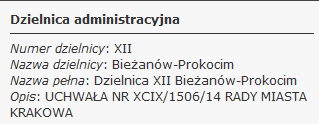 Dzielnica administracyjna
Numer dzielnicy: XII
Nazwa dzielnicy: Bieżanów-Prokocim
Nazwa pełna: Dzielnica XII Bieżanów-Prokocim
Opis: UCHWAŁA NR XCIX/1506/14 RADY MIASTA
KRAKOWA